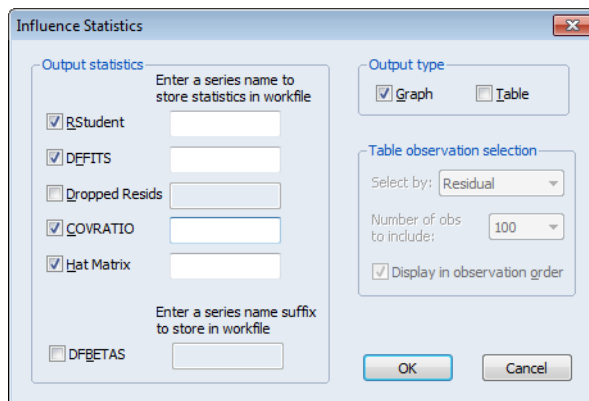 Influence Statistics
Output statistics
Enter a series name to
store statistics in workfile
RStudent
DFFITS
Dropped Resids
COVRATIO
Hat Matrix
Enter a series name suffix
to store in workfile
DFBETAS
Output type
Graph
Table
Table observation selection
Select by: Residual
Number of obs
to include:
100
Display in observation order
OK
Cancel